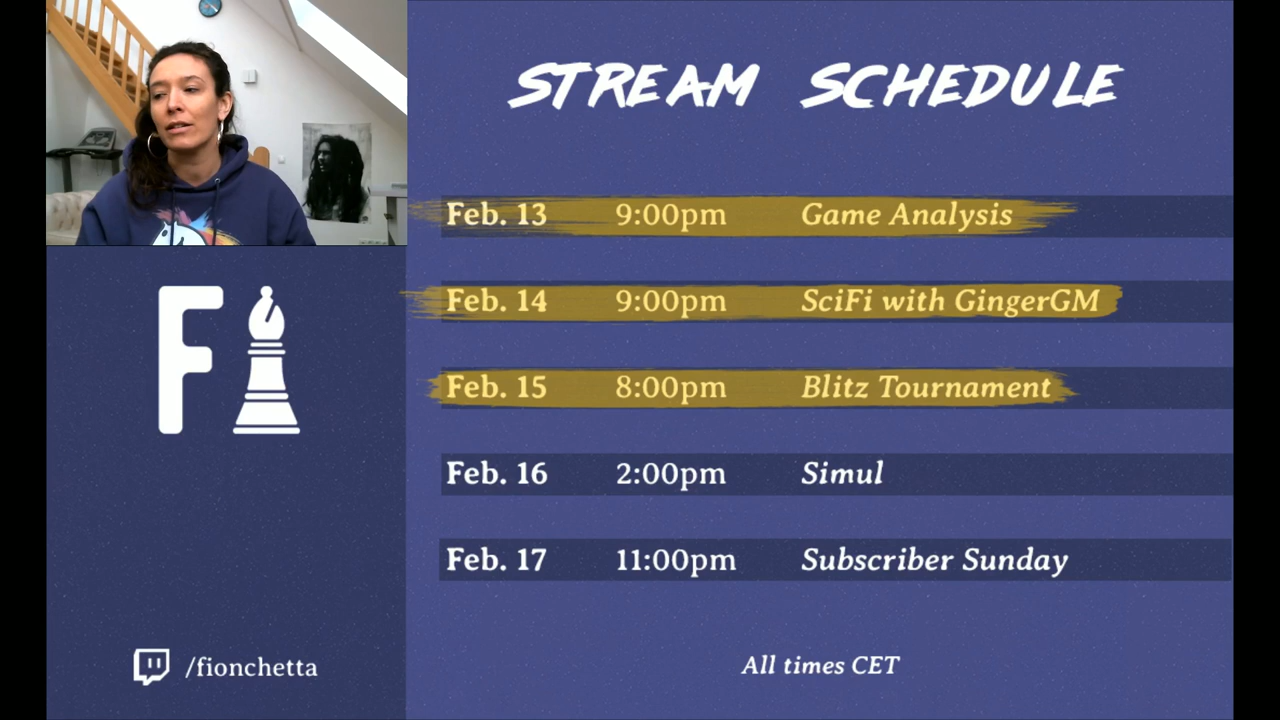 STREAM SCHEDULE
Feb. 13 9:00pm Game Analysis
Feb. 14 9:00pm SciFi with GingerGM
Feb. 15 8:00pm Blitz Tournament
Feb. 16 2:00pm Simul
Feb. 17 11:00pm Subscriber Sunday
F
/fionchetta
All times CET